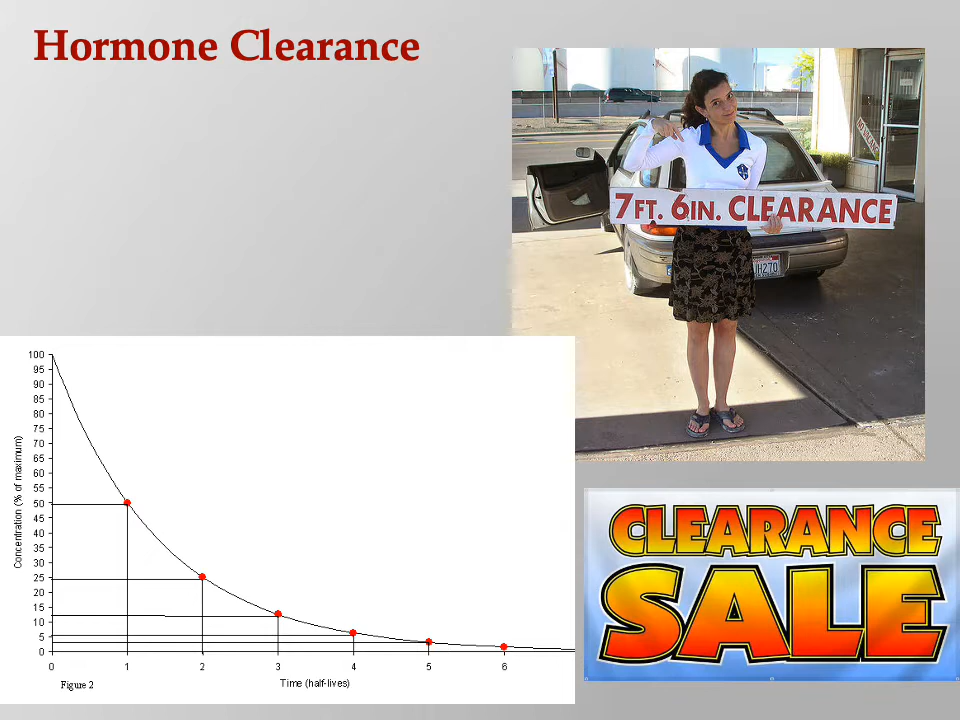 Hormone Clearance
7 FT. 6 IN. CLEARANCE
100
95
90
85
80
75
70
65
60
55
50
45
40
35
30
25
20
15
10
5
0
Concentration (% of maximum)
0 1 2 3 4 5 6
Time (half-lives)
Figure 2
CLEARANCE
SALE